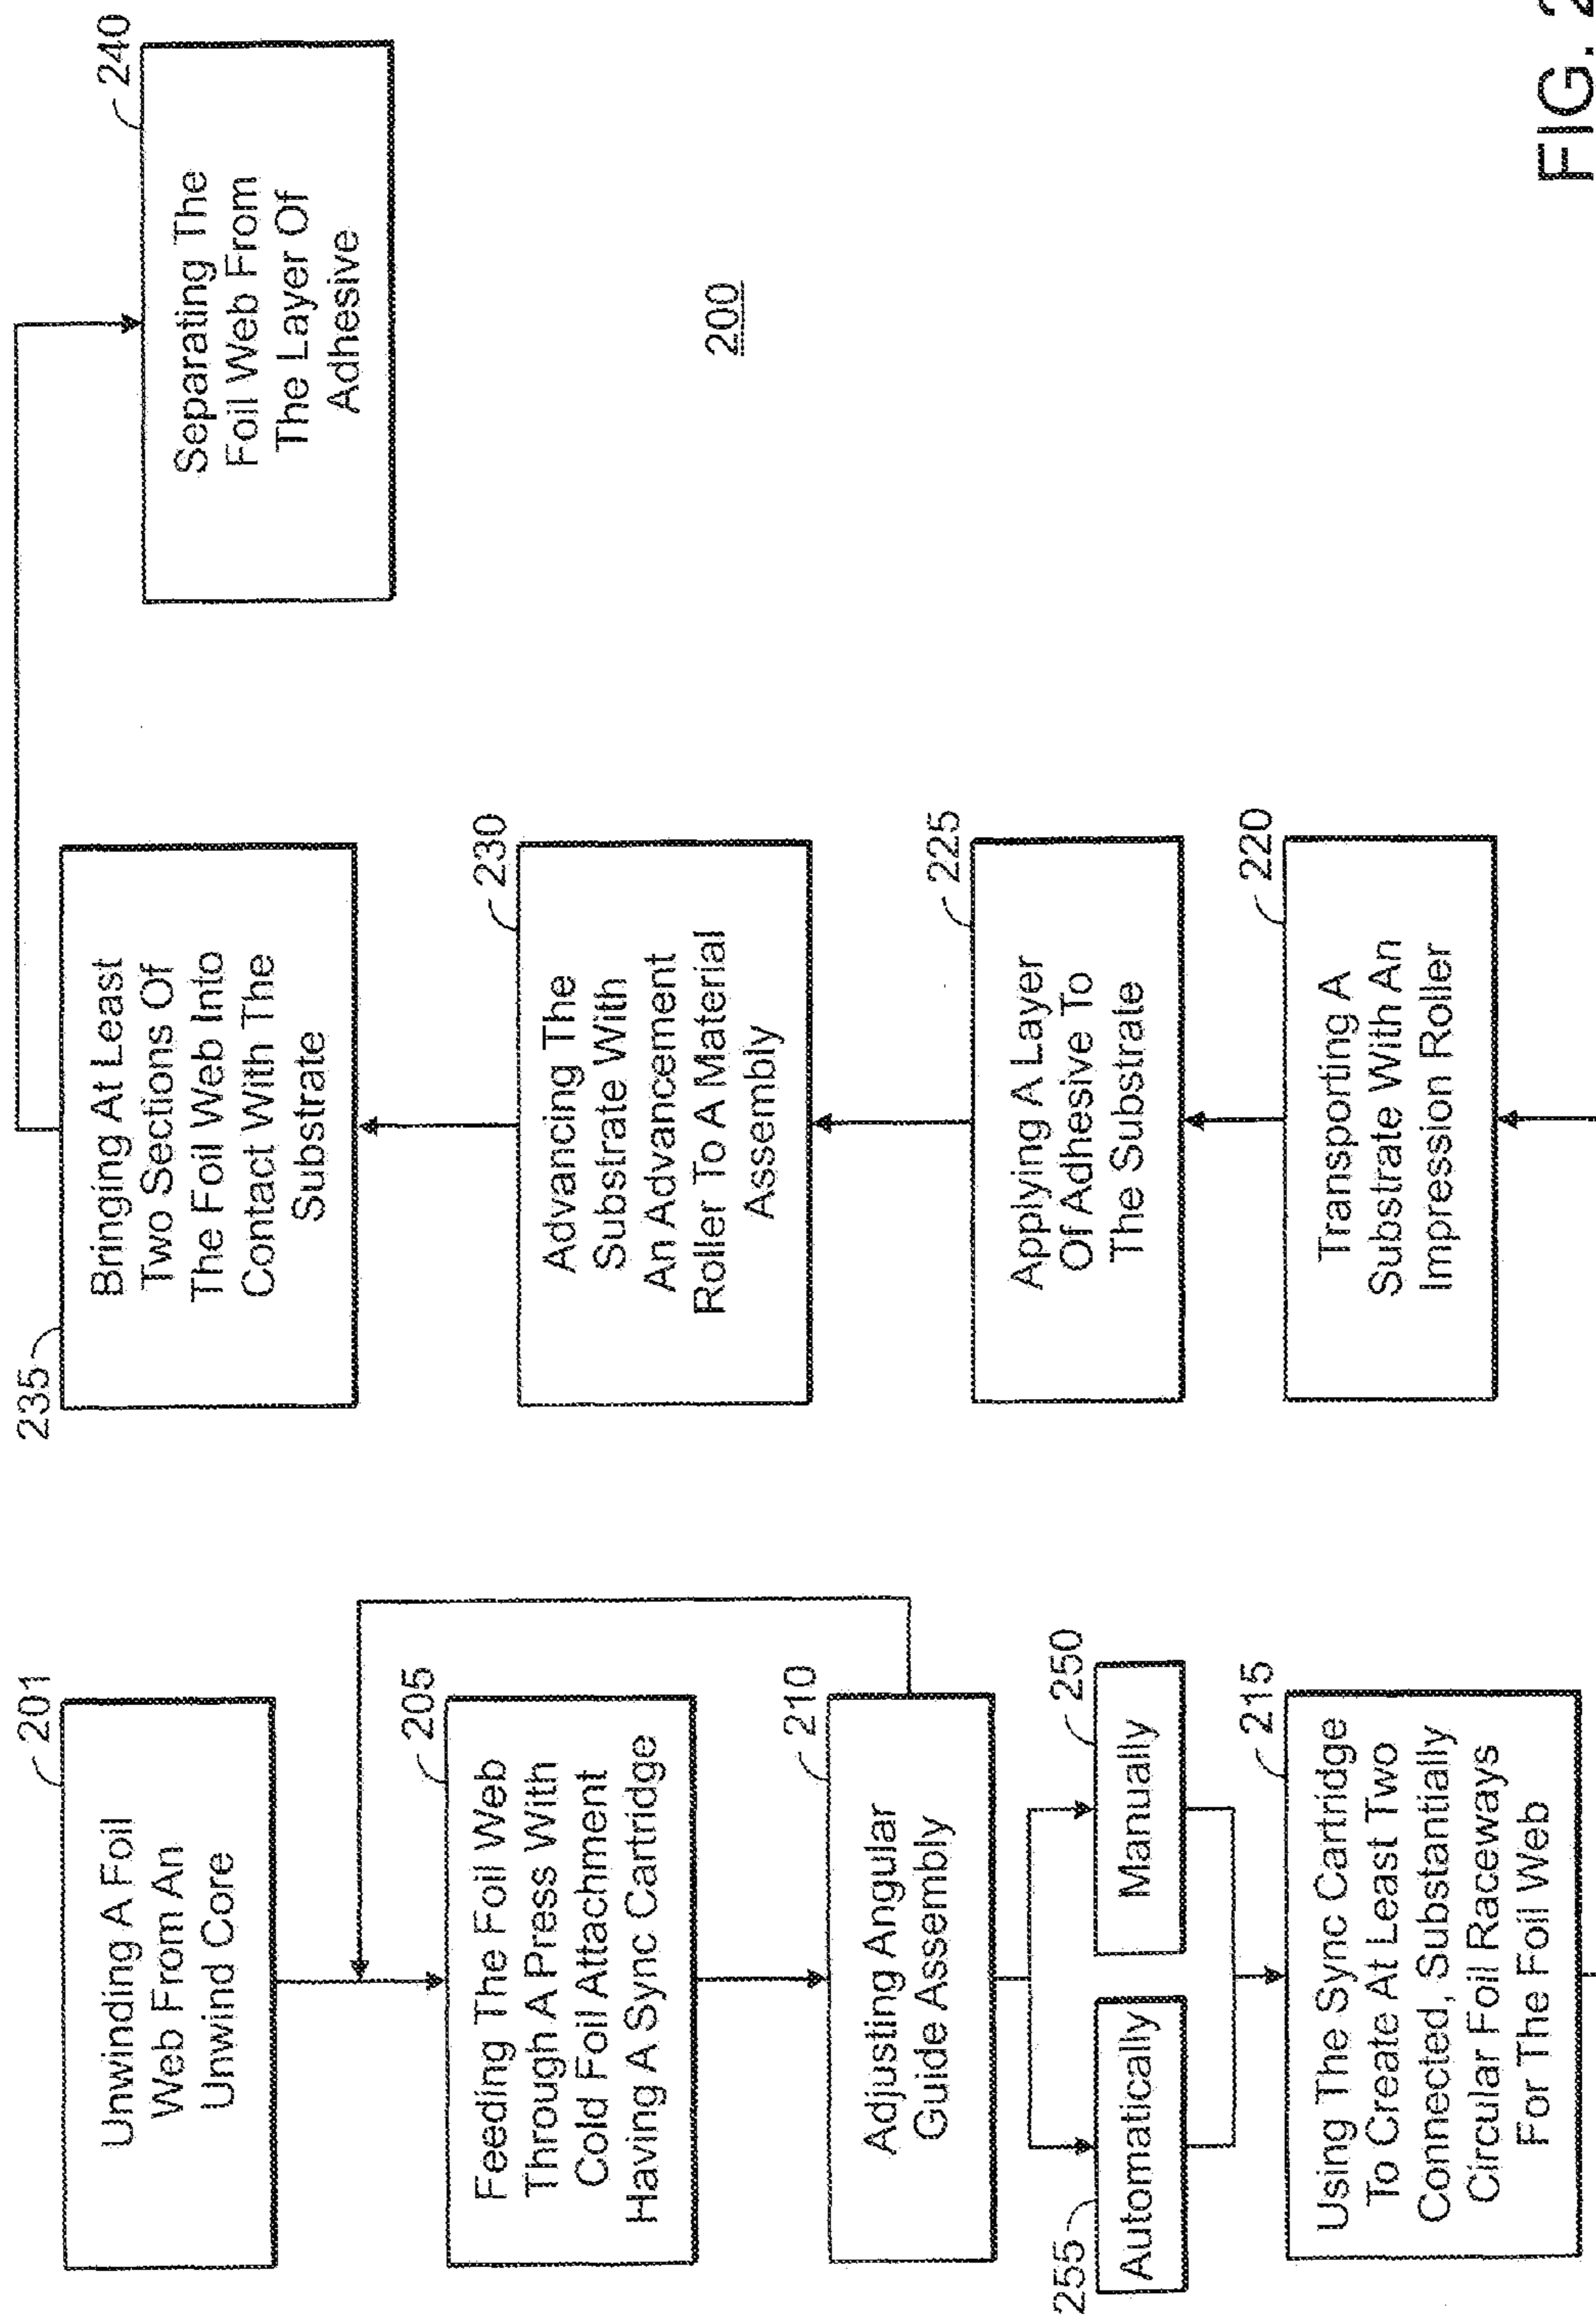 201
Unwinding A Foil
Web From An
Unwind Core
205
Feeding The Foil Web
Through A Press With
Cold Foil Attachment
Having A Sync Cartridge
210
Adjusting Angular
Guide Assembly
255
Automatically
250
Manually
215
Using The Sync Cartridge
To Create At Least Two
Connected, Substantially
Circular Foil Raceways
For The Foil Web
220
Transporting A
Substrate With An
Impression Roller
225
Applying A Layer
Of Adhesive To
The Substrate
230
Advancing The
Substrate With
An Advancement
Roller To A Material
Assembly
235
Bringing At Least
Two Sections Of
The Foil Web Into
Contact With The
Substrate
240
Separating The
Foil Web From
The Layer Of
Adhesive
200
FIG. 2